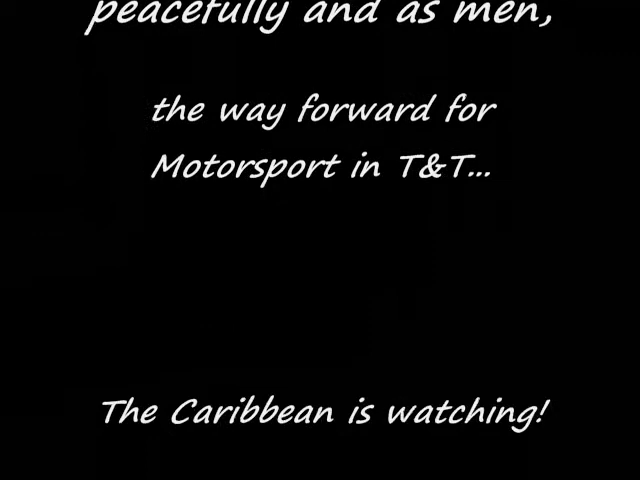 peacefully and as men,
the way forward for
Motorsport in T&T...
The Caribbean is watching!